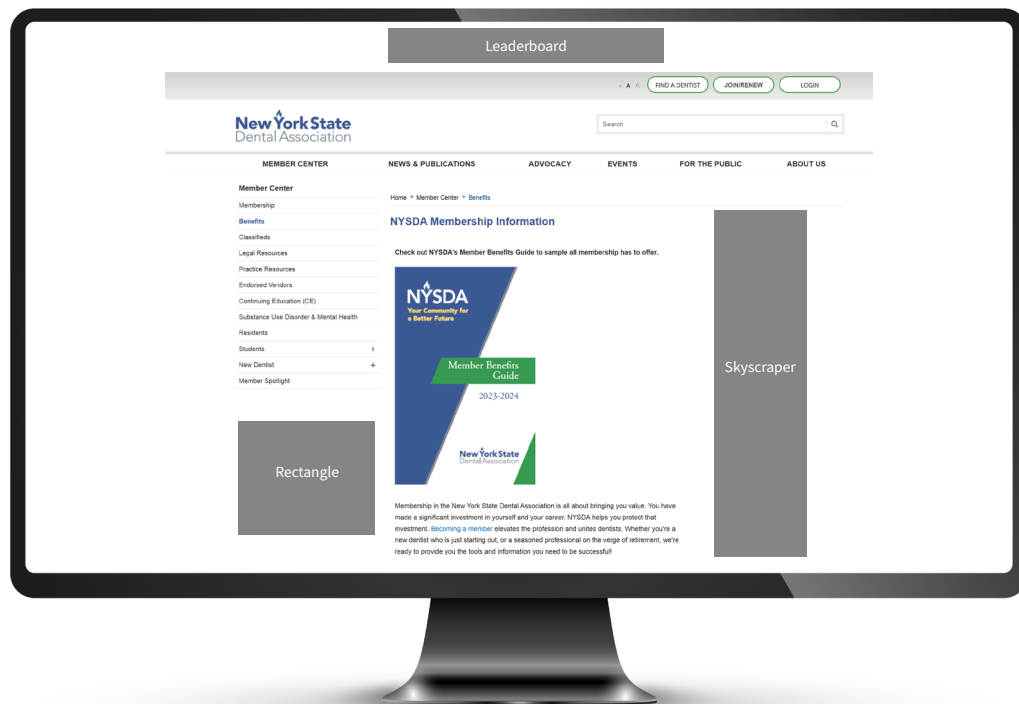 Leaderboard
A A A
FIND A DENTIST
JOIN/RENEW
LOGIN
New York State
Dental Association
Search
MEMBER CENTER
NEWS & PUBLICATIONS
ADVOCACY
EVENTS
FOR THE PUBLIC
ABOUT US
Member Center
Membership
Benefits
Classifieds
Legal Resources
Practice Resources
Endorsed Vendors
Continuing Education (CE)
Substance Use Disorder & Mental Health
Residents
Students +
New Dentist +
Member Spotlight
Rectangle
Home > Member Center > Benefits
NYSDA Membership Information
Check out NYSDA's Member Benefits Guide to sample all membership has to offer.
NYSDA
Your Community for
a Better Future
Member Benefits
Guide
2023-2024
New York State
Dental Association
Membership in the New York State Dental Association is all about bringing you value. You have
made a significant investment in yourself and your career. NYSDA helps you protect that
investment. Becoming a member elevates the profession and unites dentists. Whether you're a
new dentist who is just starting out, or a seasoned professional on the verge of retirement, we're
ready to provide you the tools and information you need to be successful!
Skyscraper